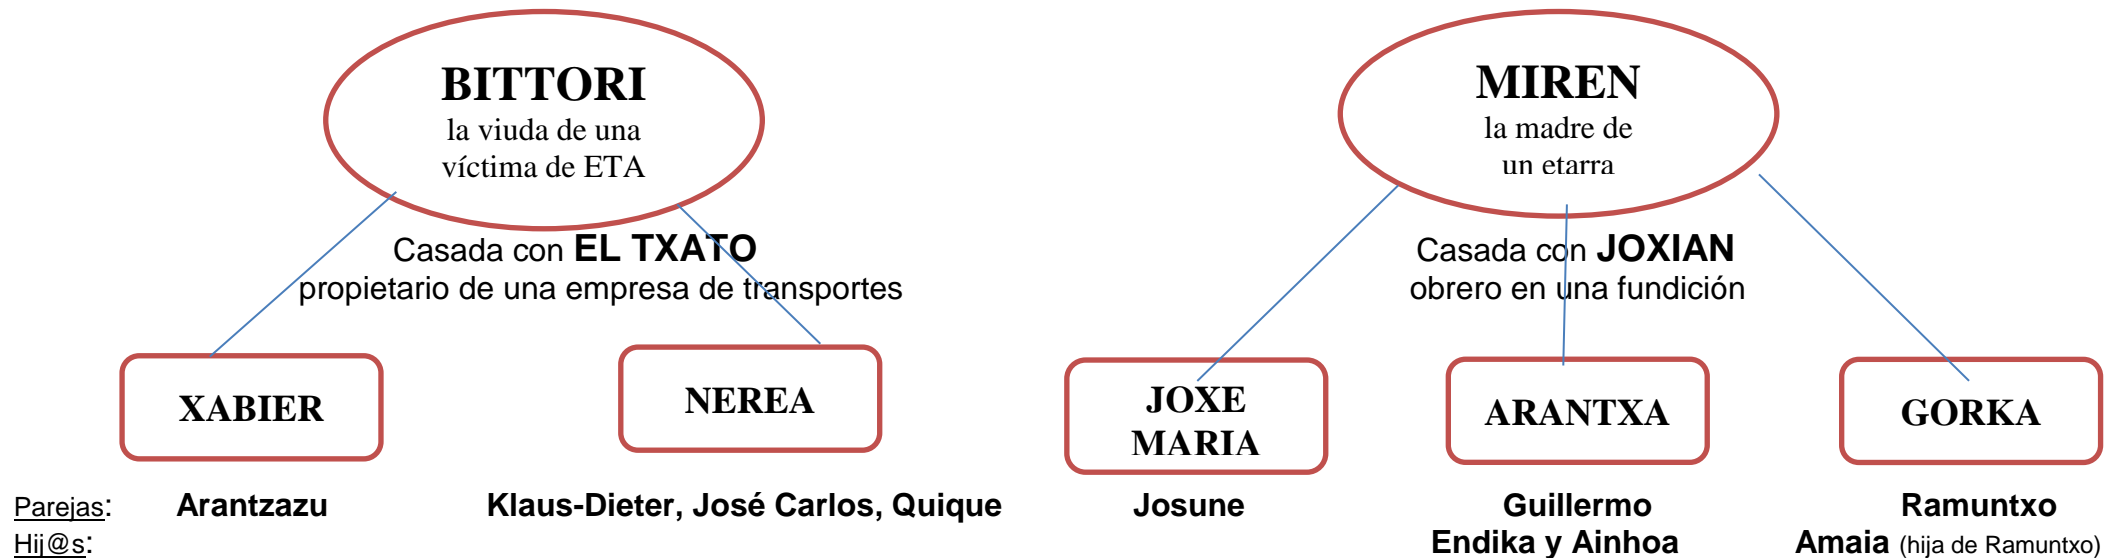 BITTORI
la viuda de una
víctima de ETA
MIREN
la madre de
un etarra
Casada con EL TXATO
propietario de una empresa de transportes
Casada con JOXIAN
obrero en una fundición
XABIER
NEREA
JOXE
MARIA
ARANTXA
GORKA
Parejas: Arantzazu Klaus-Dieter, José Carlos, Quique Josune Guillermo Ramuntxo
Hij@s: Endika y Ainhoa Amaia (hija de Ramuntxo)